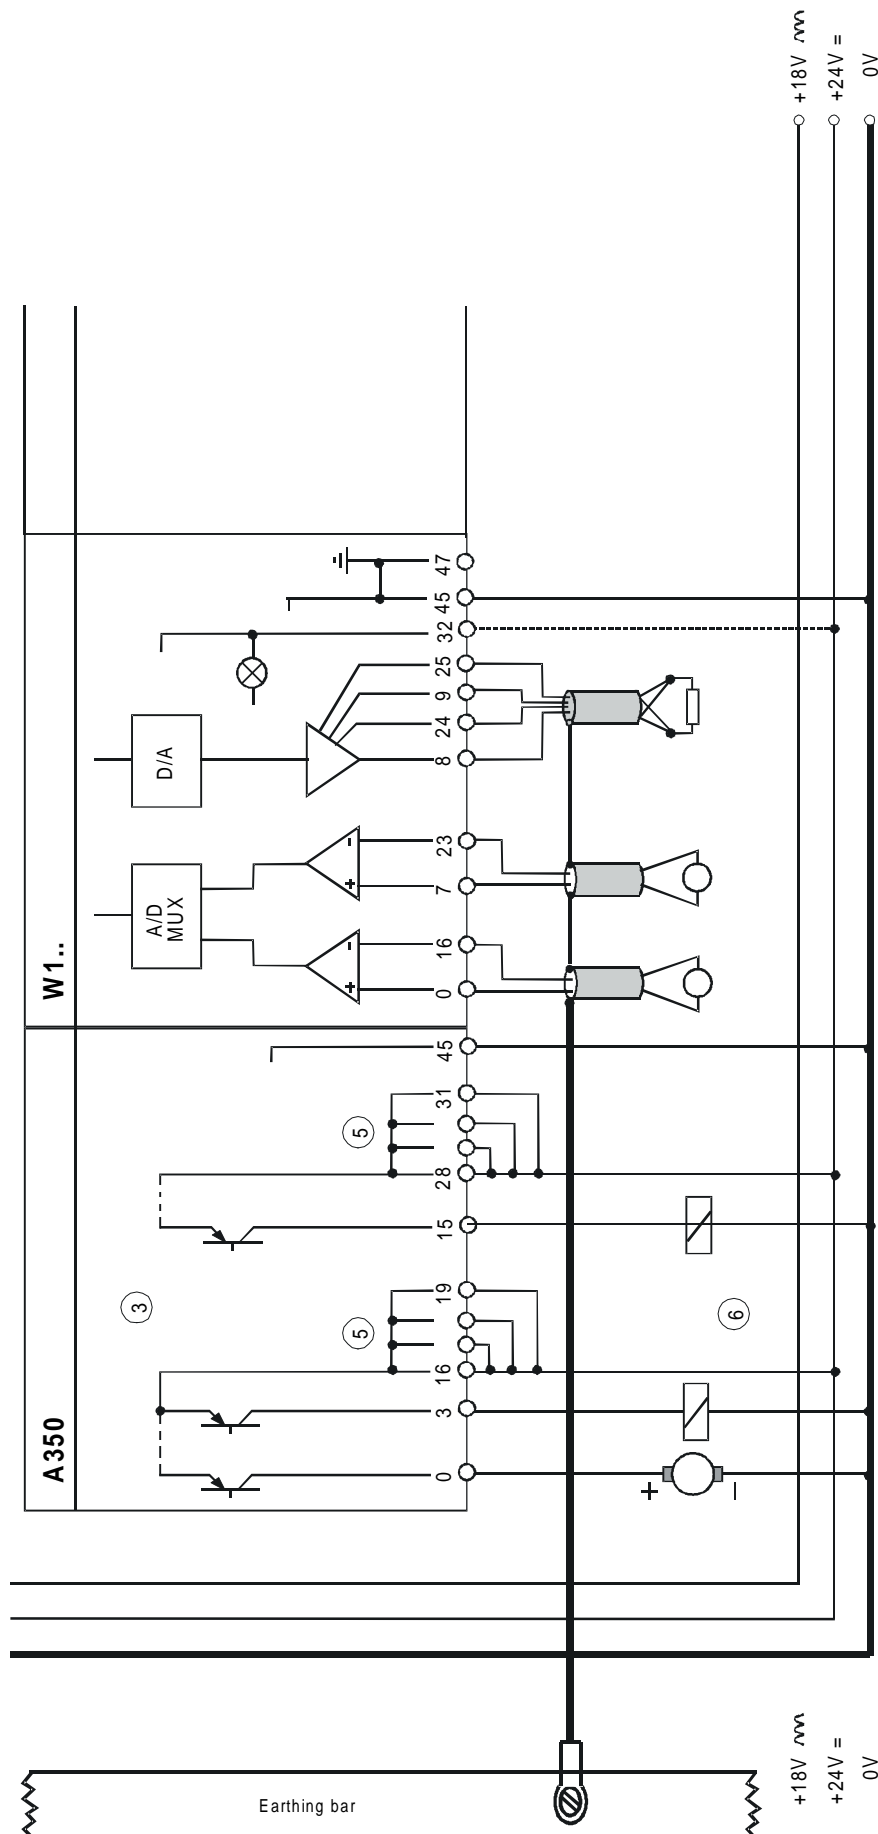 A350
W1..
3
5
5
6
D/A
A/D
MUX
+
-
+
-
0
3
16
19
15
28
31
45
0
16
7
23
8
24
9
25
32
45
47
+
-
+18V
+24V =
0V
+18V
+24V =
0V
Earthing bar